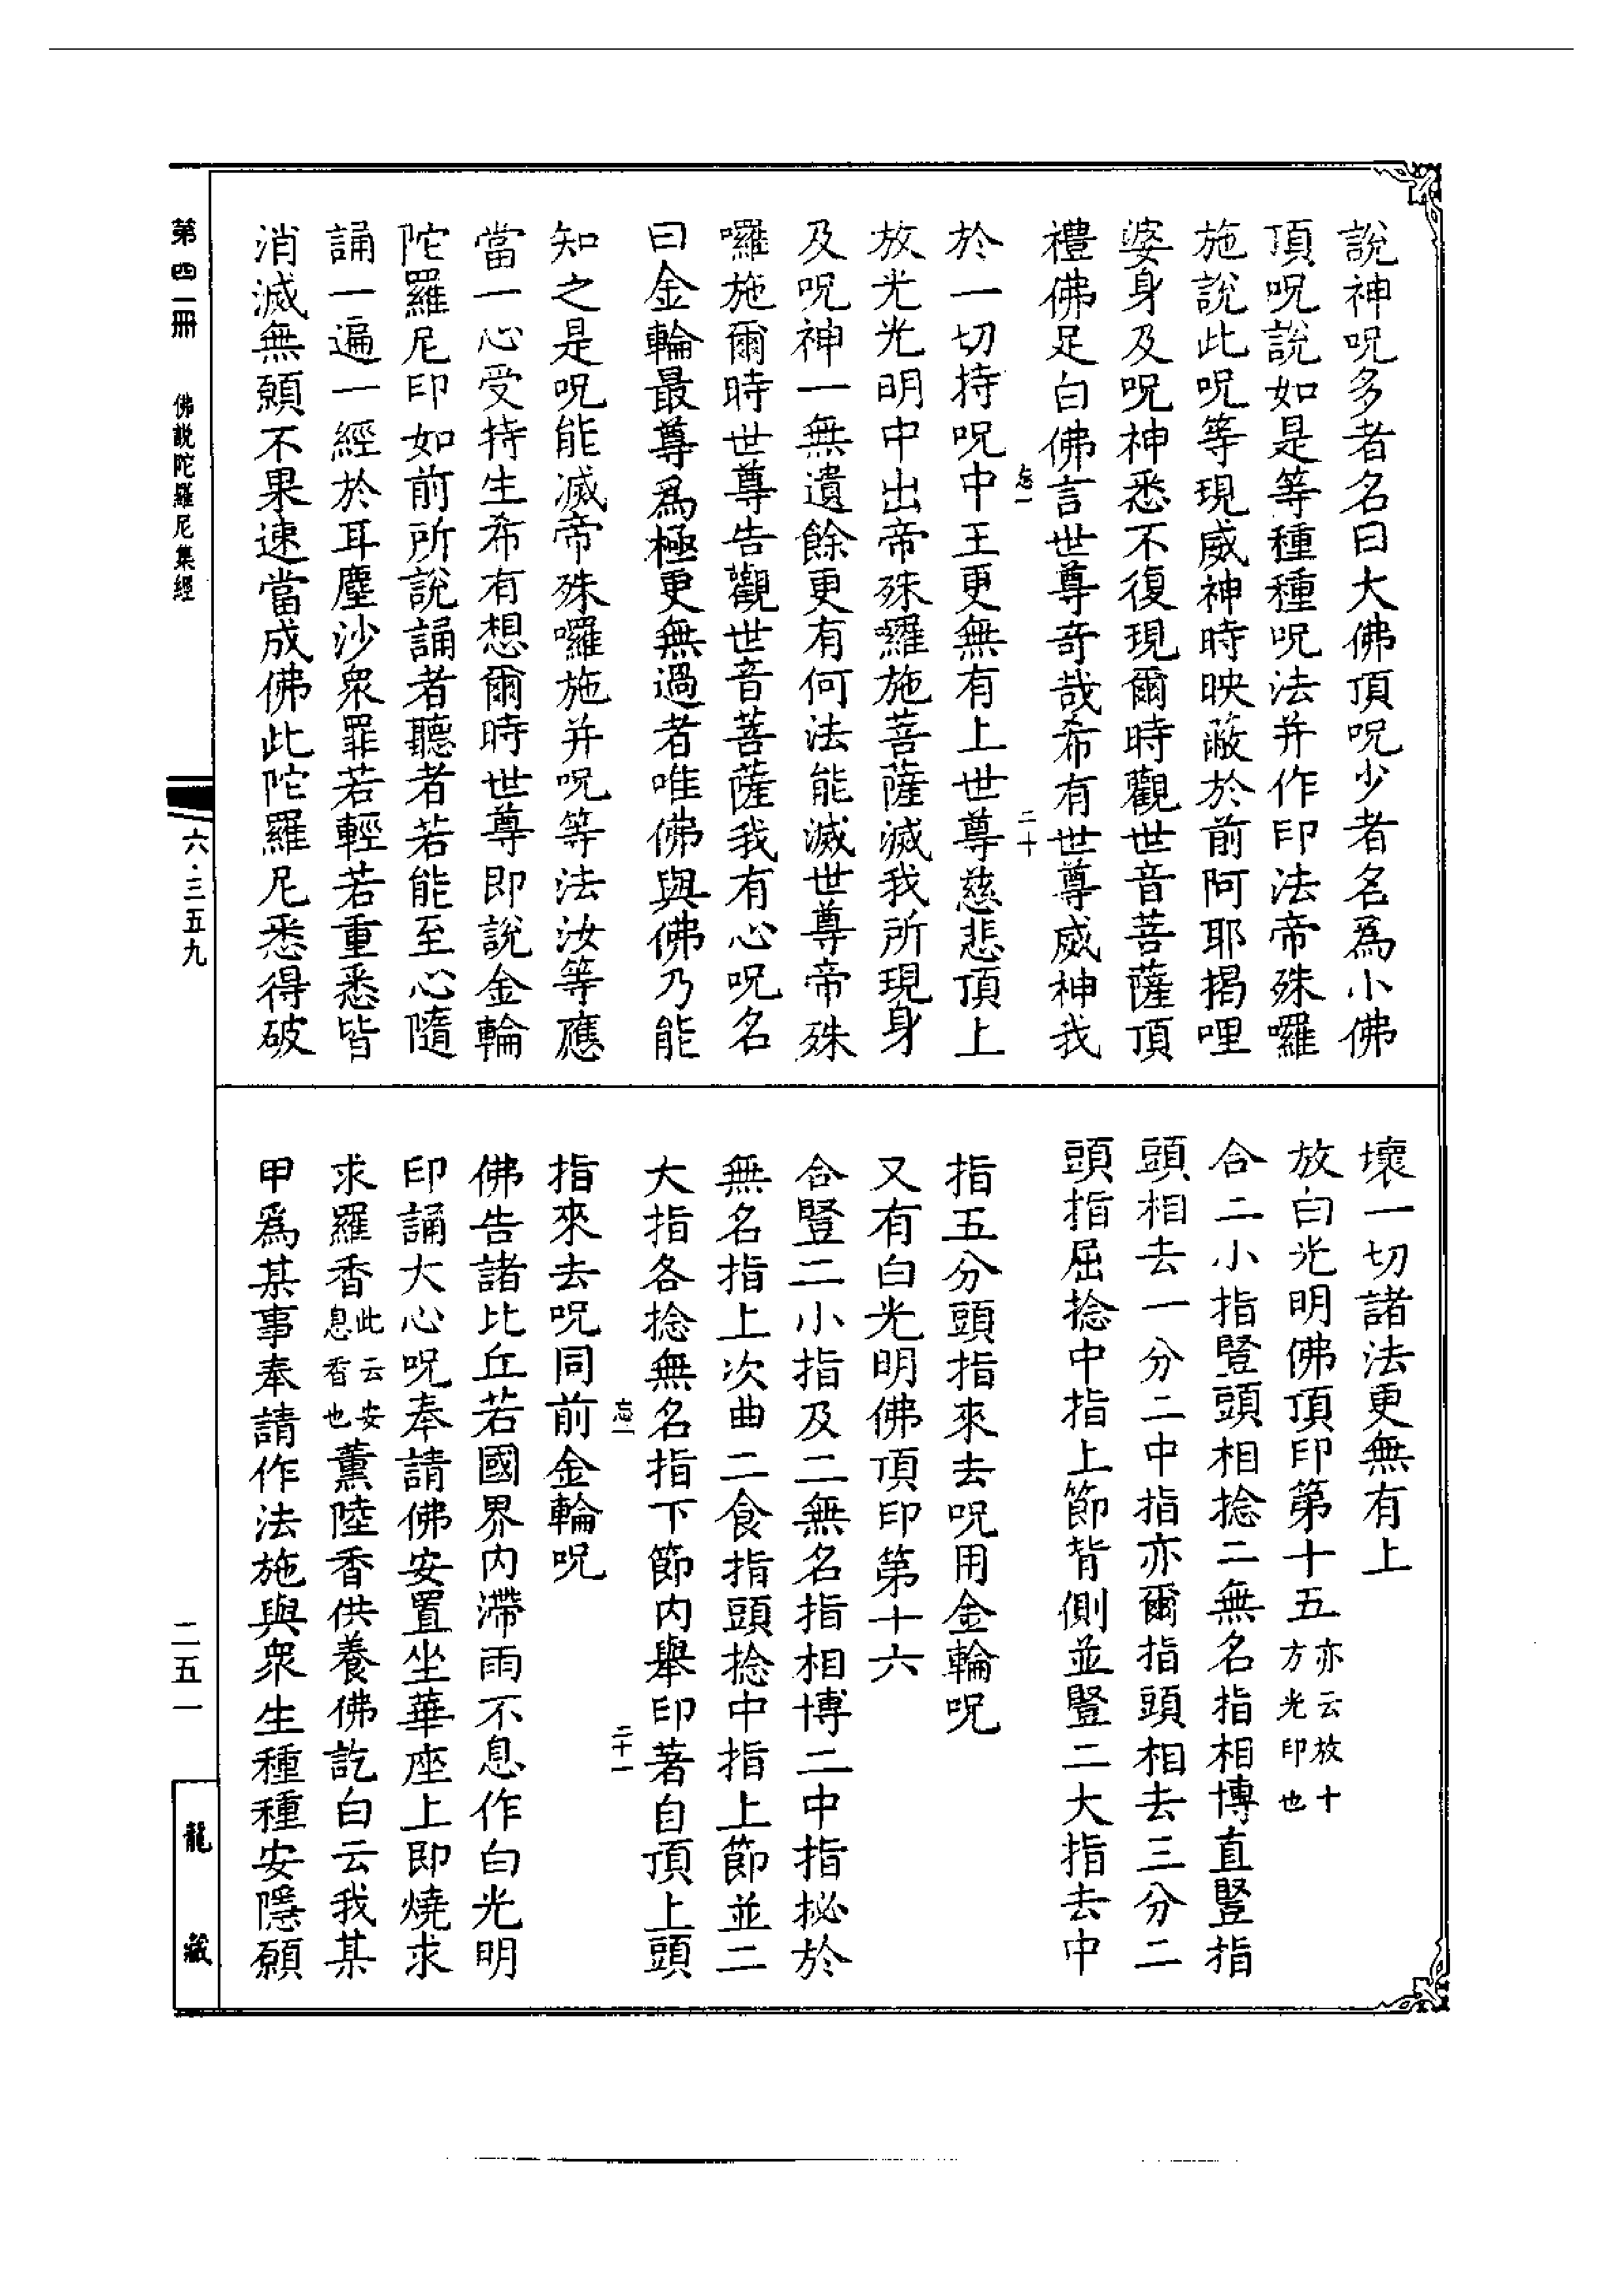 說神呪多者名曰大佛頂呪少者名爲小佛
頂呪說如是等種種呪法并作印法帝殊囉
施說此呪等現威神時映蔽於前阿耶揭哩
婆身及呪神悉不復現爾時觀世音菩薩頂
禮佛足白佛言世尊奇哉希有世尊威神我
忘一
二十
於一切持呪中王更無有上世尊慈悲頂上
放光光明中出帝殊囉施菩薩滅我所現身
及呪神一無遺餘更有何法能滅世尊帝殊
囉施爾時世尊告觀世音菩薩我有心呪名
曰金輪最尊爲極更無過者唯佛與佛乃能
知之是呪能滅帝殊囉施并呪等法汝等應
當一心受持生希有想爾時世尊即說金輪
陀羅尼印如前所說誦者聽者若能至心隨
誦一遍一經於耳塵沙衆罪若輕若重悉皆
消滅無願不果速當成佛此陀羅尼悉得破
壞一切諸法更無有上
放白光明佛頂印第十五亦云放十
方光印也
合二小指豎頭相捻二無名指相博直豎指
頭相去一分二中指亦爾指頭相去三分二
頭指屈捻中指上節背側並豎二大指去中
指五分頭指來去呪用金輪呪
又有白光明佛頂印第十六
合豎二小指及二無名指相博二中指拟於
無名指上次曲二食指頭捻中指上節並二
大指各捻無名指下節内舉印著自頂上頭
忘一
二十一
指來去呪同前金輪呪
佛告諸比丘若國界内滯雨不息作白光明
印誦大心呪奉請佛安置坐華座上即燒求
求羅香此云安
息香也薰陸香供養佛訖白云我某
甲爲某事奉請作法施與衆生種種安隱願
第四二冊
佛説陀羅尼集經
六·三五九
二五一
龍藏